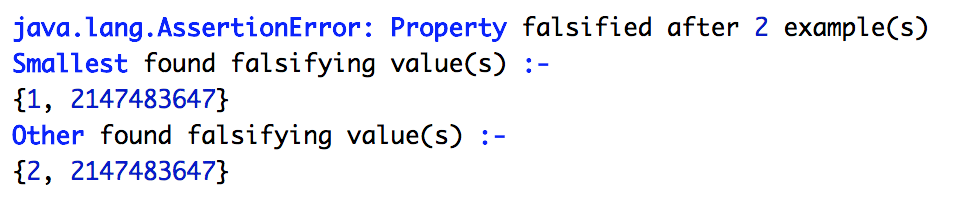 java.lang.AssertionError: Property falsified after 2 example(s)
Smallest found falsifying value(s) :-
{1, 2147483647}
Other found falsifying value(s) :-
{2, 2147483647}